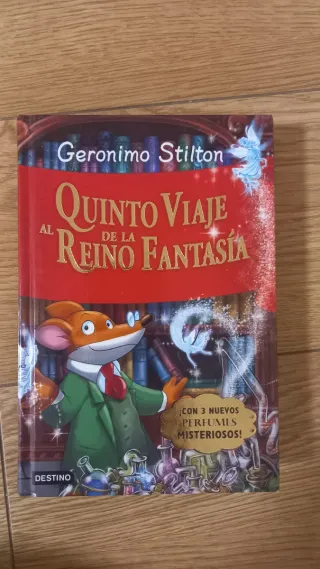 Geronimo Stilton
QUINTO VIAJE
AL DE LA
REINO FANTASÍA
¡CON 3 NUEVOS
PERFUMES
MISTERIOSOS!
DESTINO